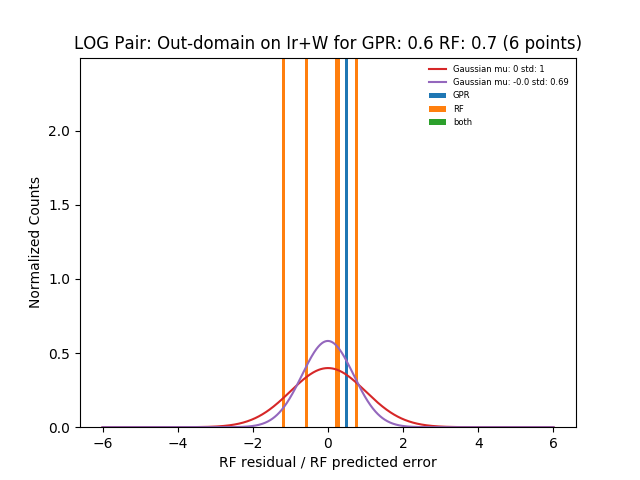 LOG Pair: Out-domain on Ir+W for GPR: 0.6 RF: 0.7 (6 points)
Gaussian mu: 0 std: 1
Gaussian mu: -0.0 std: 0.69
GPR
RF
both
Normalized Counts
2.0
1.5
1.0
0.5
0.0
−6 −4 −2 0 2 4 6
RF residual / RF predicted error